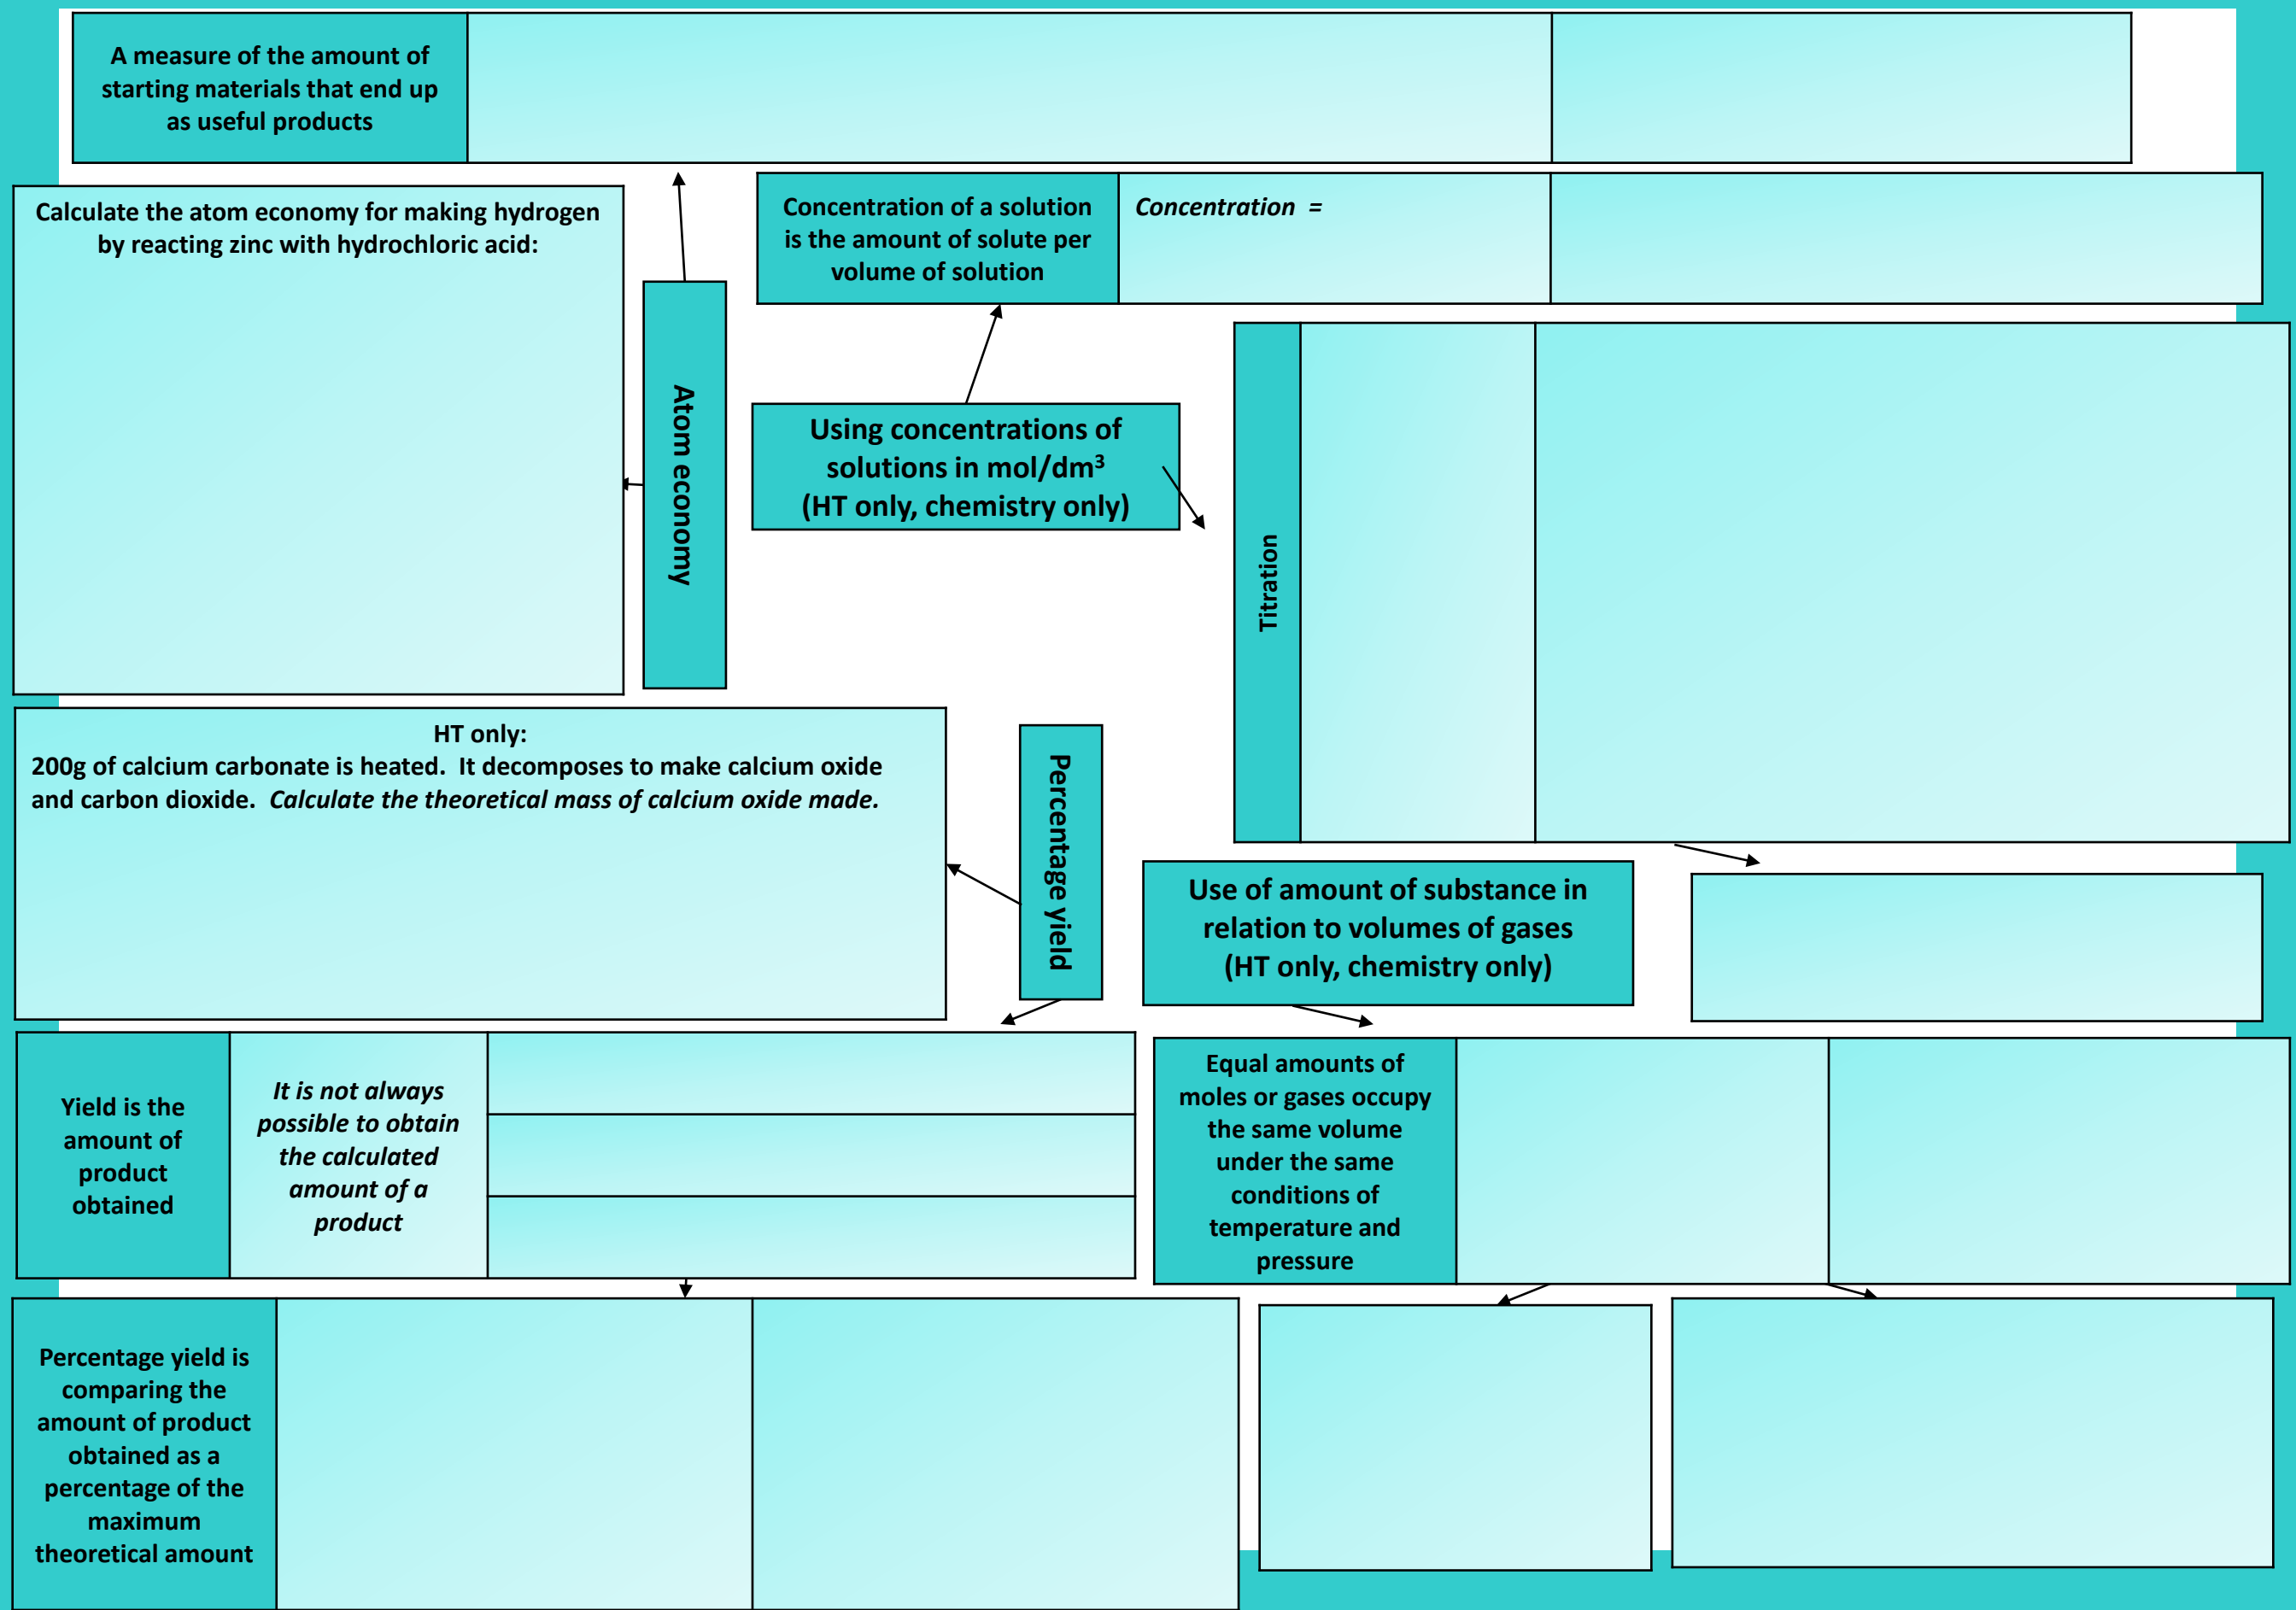 A measure of the amount of
starting materials that end up
as useful products
Calculate the atom economy for making hydrogen
by reacting zinc with hydrochloric acid:
Concentration of a solution
is the amount of solute per
volume of solution
Concentration =
Atom economy
Using concentrations of
solutions in mol/dm³
(HT only, chemistry only)
Titration
HT only:
200g of calcium carbonate is heated. It decomposes to make calcium oxide
and carbon dioxide. Calculate the theoretical mass of calcium oxide made.
Percentage yield
Use of amount of substance in
relation to volumes of gases
(HT only, chemistry only)
Yield is the
amount of
product
obtained
It is not always
possible to obtain
the calculated
amount of a
product
Equal amounts of
moles or gases occupy
the same volume
under the same
conditions of
temperature and
pressure
Percentage yield is
comparing the
amount of product
obtained as a
percentage of the
maximum
theoretical amount